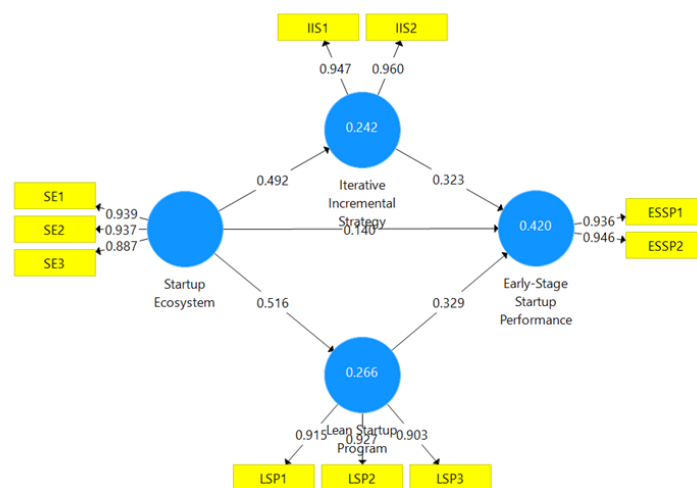 IIS1 IIS2
0.947 0.960
0.242
0.492 Iterative 0.323
Incremental
Strategy
SE1
0.939
SE2
0.937
SE3
0.887
0.140
0.420
ESSP1
0.936
ESSP2
0.946
Startup
Ecosystem
Early-Stage
Startup
Performance
0.516 0.329
0.266
Lean Startup
Program
0.915 0.927 0.903
LSP1 LSP2 LSP3